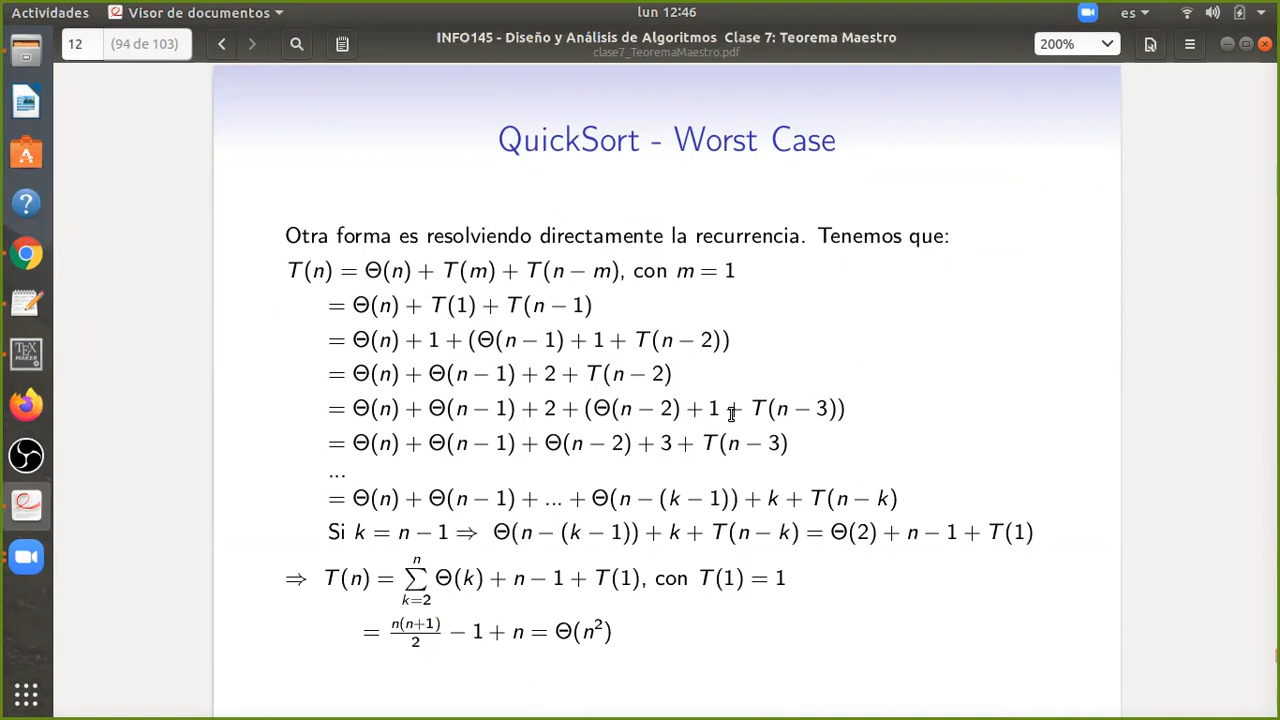 Actividades Visor de documentos lun 12:46 es
12 (94 de 103) INFO145 - Diseño y Análisis de Algoritmos Clase 7: Teorema Maestro 200%
clase7_TeoremaMaestro.pdf
QuickSort - Worst Case
Otra forma es resolviendo directamente la recurrencia. Tenemos que:
T(n) = Θ(n) + T(m) + T(n − m), con m = 1
= Θ(n) + T(1) + T(n − 1)
= Θ(n) + 1 + (Θ(n − 1) + 1 + T(n − 2))
= Θ(n) + Θ(n − 1) + 2 + T(n − 2)
= Θ(n) + Θ(n − 1) + 2 + (Θ(n − 2) + 1 + T(n − 3))
= Θ(n) + Θ(n − 1) + Θ(n − 2) + 3 + T(n − 3)
...
= Θ(n) + Θ(n − 1) + ... + Θ(n − (k − 1)) + k + T(n − k)
Si k = n − 1 ⇒ Θ(n − (k − 1)) + k + T(n − k) = Θ(2) + n − 1 + T(1)
⇒ T(n) = ∑_{k=2}^{n} Θ(k) + n − 1 + T(1), con T(1) = 1
= n(n+1)/2 − 1 + n = Θ(n²)
TEX MAKER